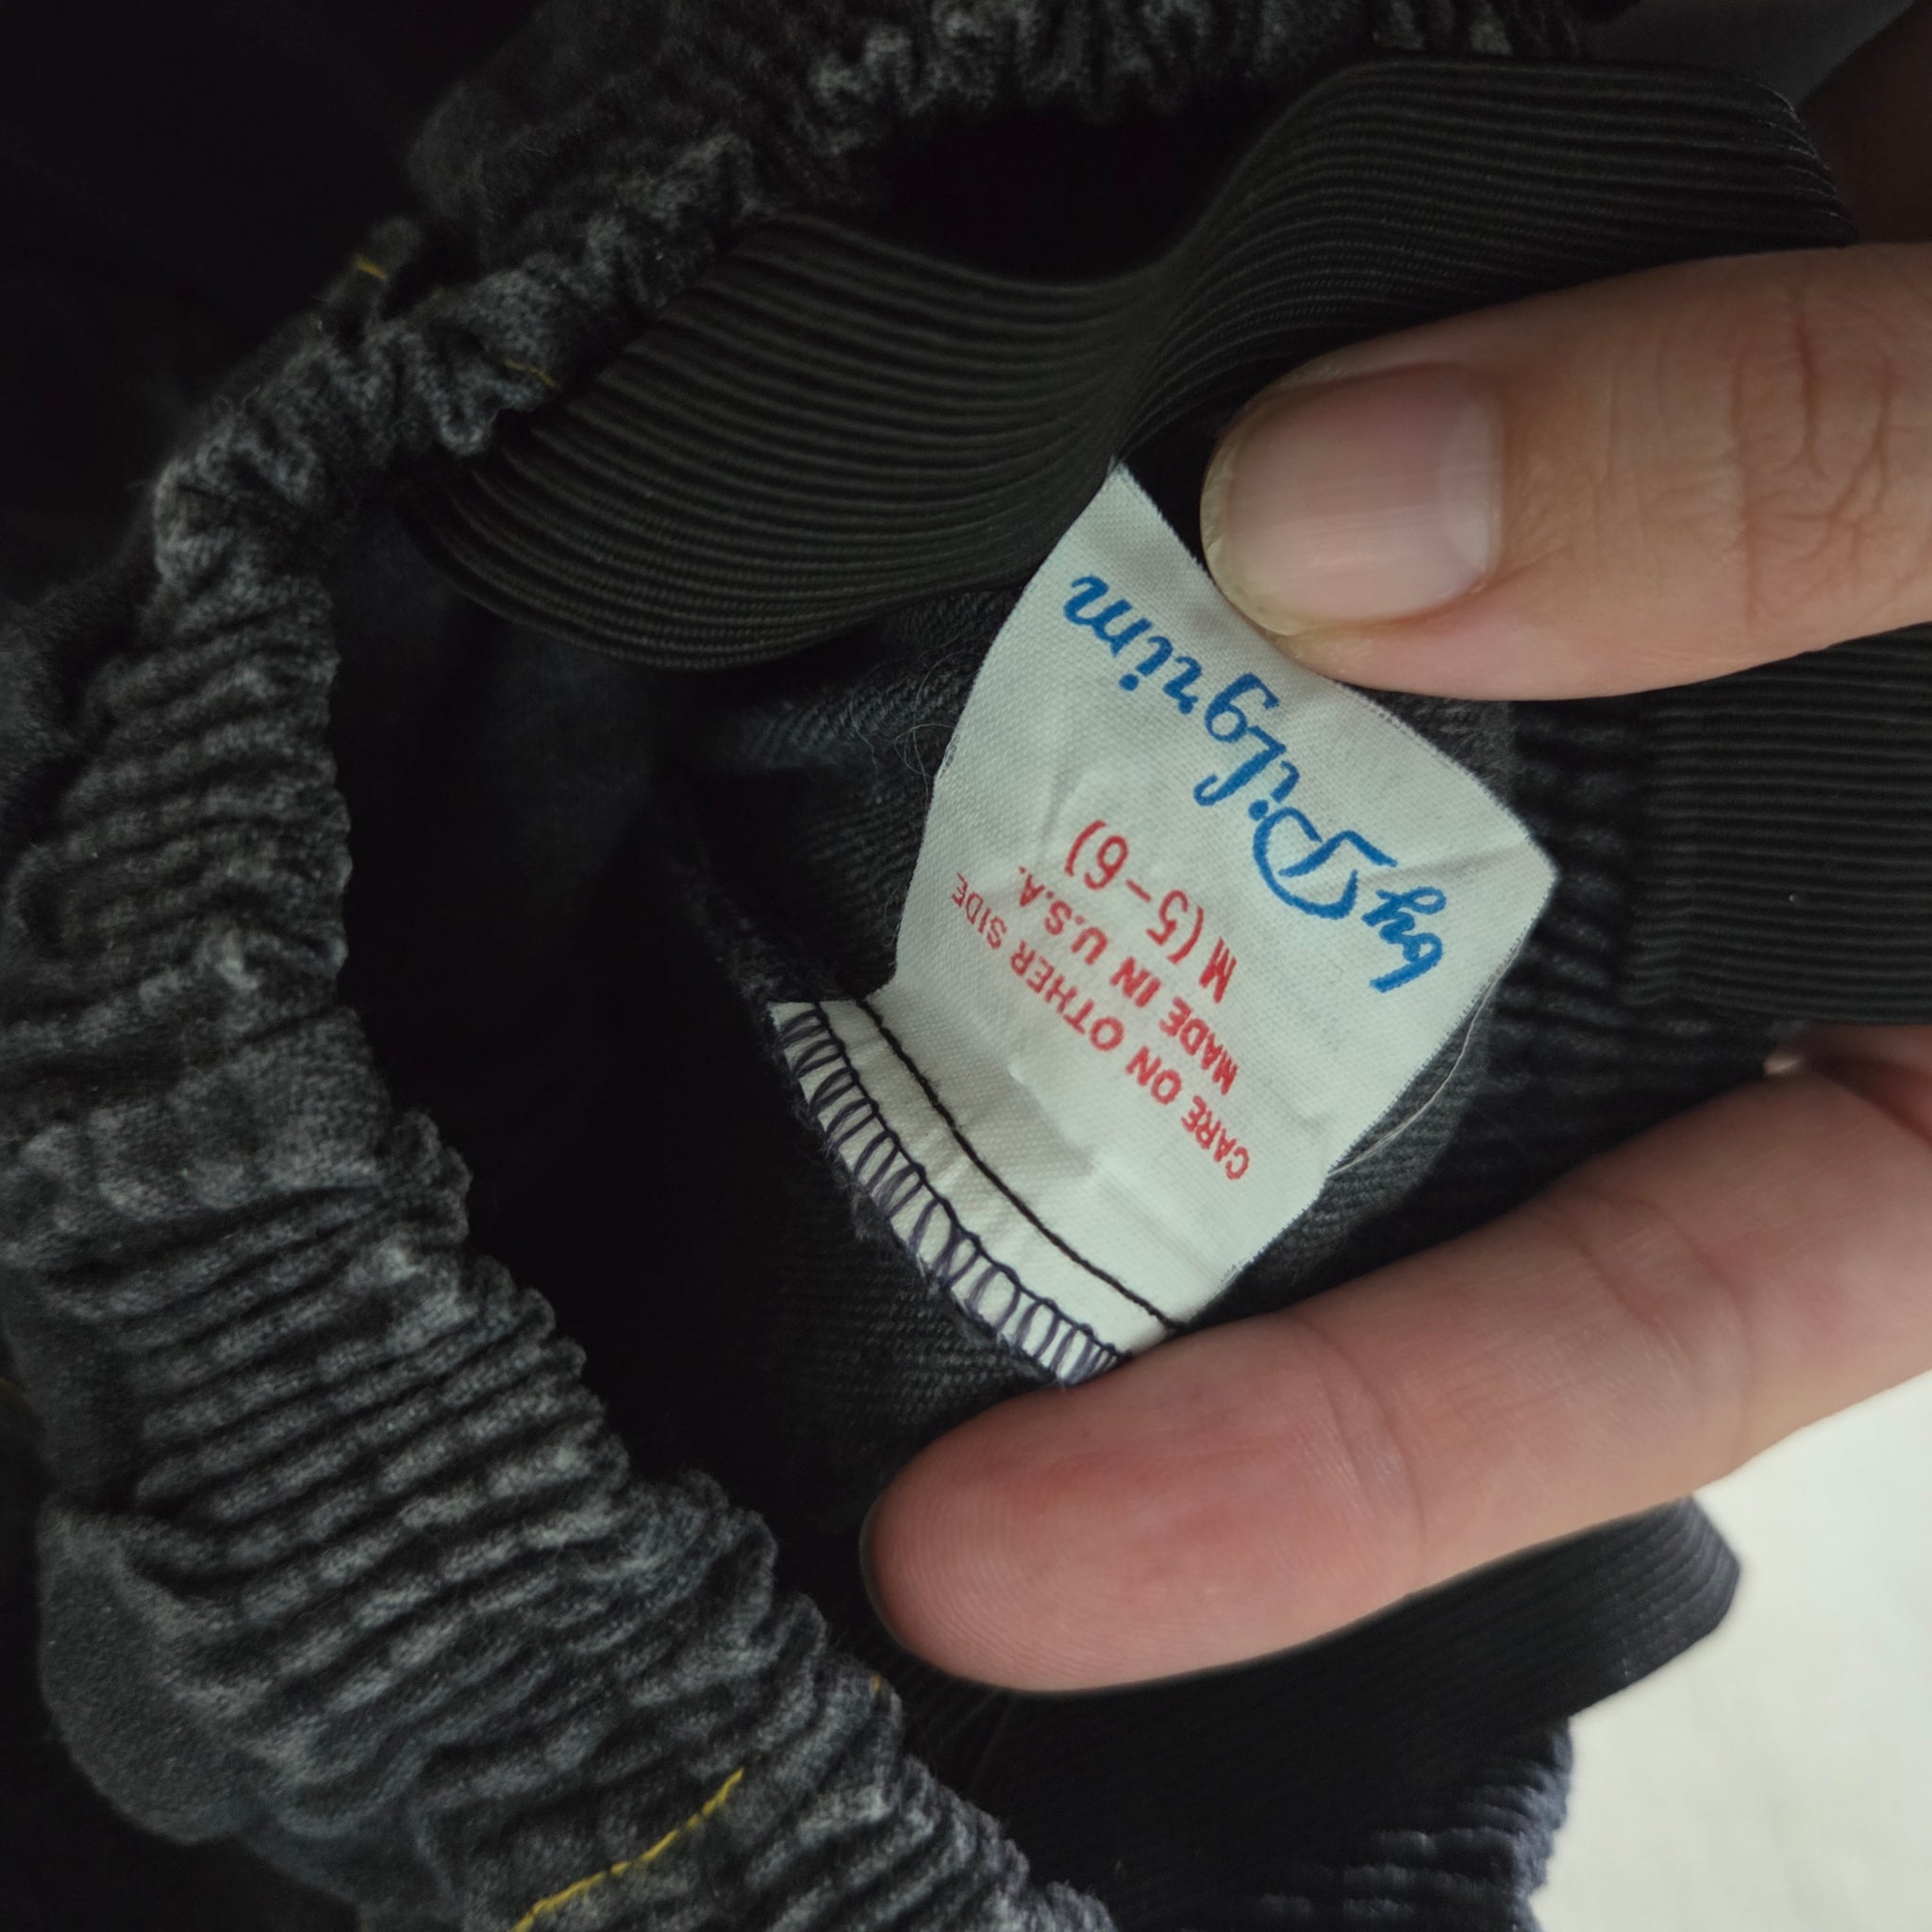 by Pilgrim
M (5-6)
MADE IN U.S.A.
CARE ON OTHER SIDE